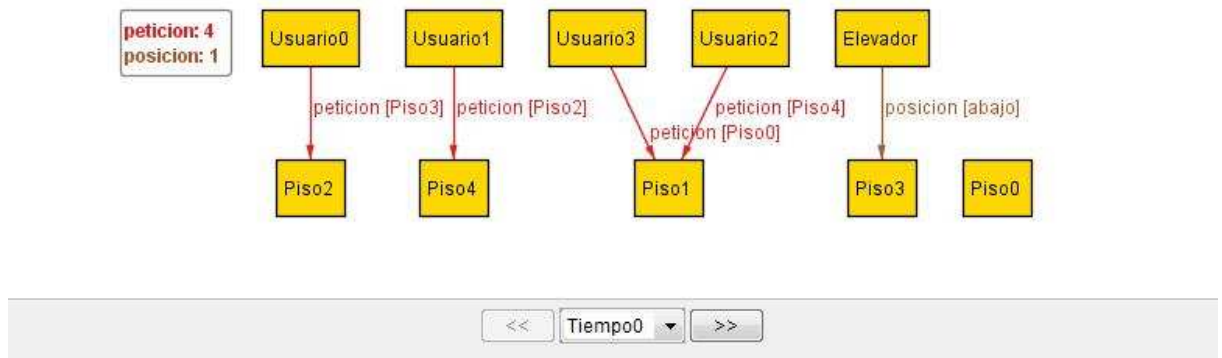 peticion: 4
posicion: 1
Usuario0
Usuario1
Usuario3
Usuario2
Elevador
peticion [Piso3]
peticion [Piso2]
peticion [Piso4]
posicion [abajo]
peticion [Piso0]
Piso2
Piso4
Piso1
Piso3
Piso0
<<
Tiempo0
>>